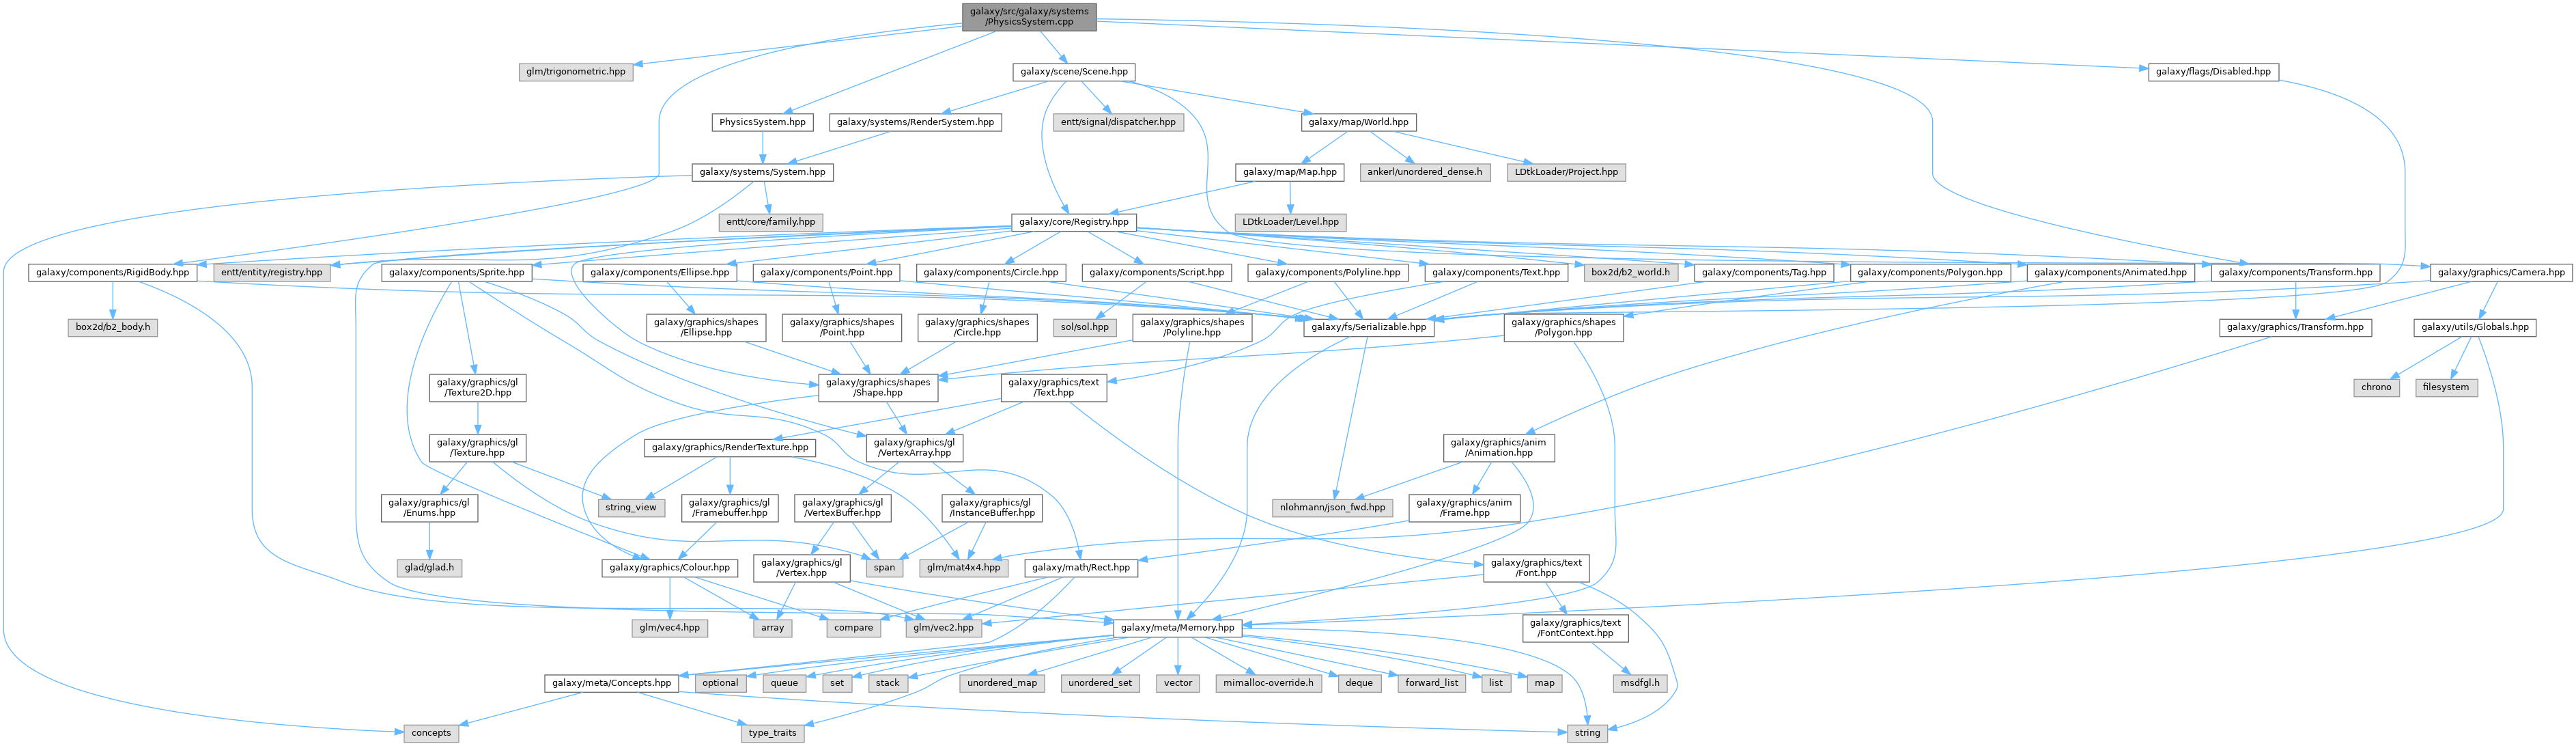 galaxy/src/galaxy/systems
/PhysicsSystem.cpp
glm/trigonometric.hpp
galaxy/scene/Scene.hpp
galaxy/flags/Disabled.hpp
PhysicsSystem.hpp
galaxy/systems/RenderSystem.hpp
entt/signal/dispatcher.hpp
galaxy/map/World.hpp
galaxy/systems/System.hpp
galaxy/map/Map.hpp
ankerl/unordered_dense.h
LDtkLoader/Project.hpp
entt/core/family.hpp
galaxy/core/Registry.hpp
LDtkLoader/Level.hpp
galaxy/components/RigidBody.hpp
entt/entity/registry.hpp
galaxy/components/Sprite.hpp
galaxy/components/Ellipse.hpp
galaxy/components/Point.hpp
galaxy/components/Circle.hpp
galaxy/components/Script.hpp
galaxy/components/Polyline.hpp
galaxy/components/Text.hpp
box2d/b2_world.h
galaxy/components/Tag.hpp
galaxy/components/Polygon.hpp
galaxy/components/Animated.hpp
galaxy/components/Transform.hpp
galaxy/graphics/Camera.hpp
box2d/b2_body.h
galaxy/graphics/shapes
/Ellipse.hpp
galaxy/graphics/shapes
/Point.hpp
galaxy/graphics/shapes
/Circle.hpp
sol/sol.hpp
galaxy/graphics/shapes
/Polyline.hpp
galaxy/fs/Serializable.hpp
galaxy/graphics/shapes
/Polygon.hpp
galaxy/graphics/Transform.hpp
galaxy/utils/Globals.hpp
galaxy/graphics/gl
/Texture2D.hpp
galaxy/graphics/shapes
/Shape.hpp
galaxy/graphics/text
/Text.hpp
chrono
filesystem
galaxy/graphics/gl
/Texture.hpp
galaxy/graphics/RenderTexture.hpp
galaxy/graphics/gl
/VertexArray.hpp
galaxy/graphics/anim
/Animation.hpp
galaxy/graphics/gl
/Enums.hpp
string_view
galaxy/graphics/gl
/Framebuffer.hpp
galaxy/graphics/gl
/VertexBuffer.hpp
galaxy/graphics/gl
/InstanceBuffer.hpp
nlohmann/json_fwd.hpp
galaxy/graphics/anim
/Frame.hpp
glad/glad.h
galaxy/graphics/Colour.hpp
galaxy/graphics/gl
/Vertex.hpp
span
glm/mat4x4.hpp
galaxy/math/Rect.hpp
galaxy/graphics/text
/Font.hpp
glm/vec4.hpp
array
compare
glm/vec2.hpp
galaxy/meta/Memory.hpp
galaxy/graphics/text
/FontContext.hpp
galaxy/meta/Concepts.hpp
optional
queue
set
stack
unordered_map
unordered_set
vector
mimalloc-override.h
deque
forward_list
list
map
msdfgl.h
concepts
type_traits
string